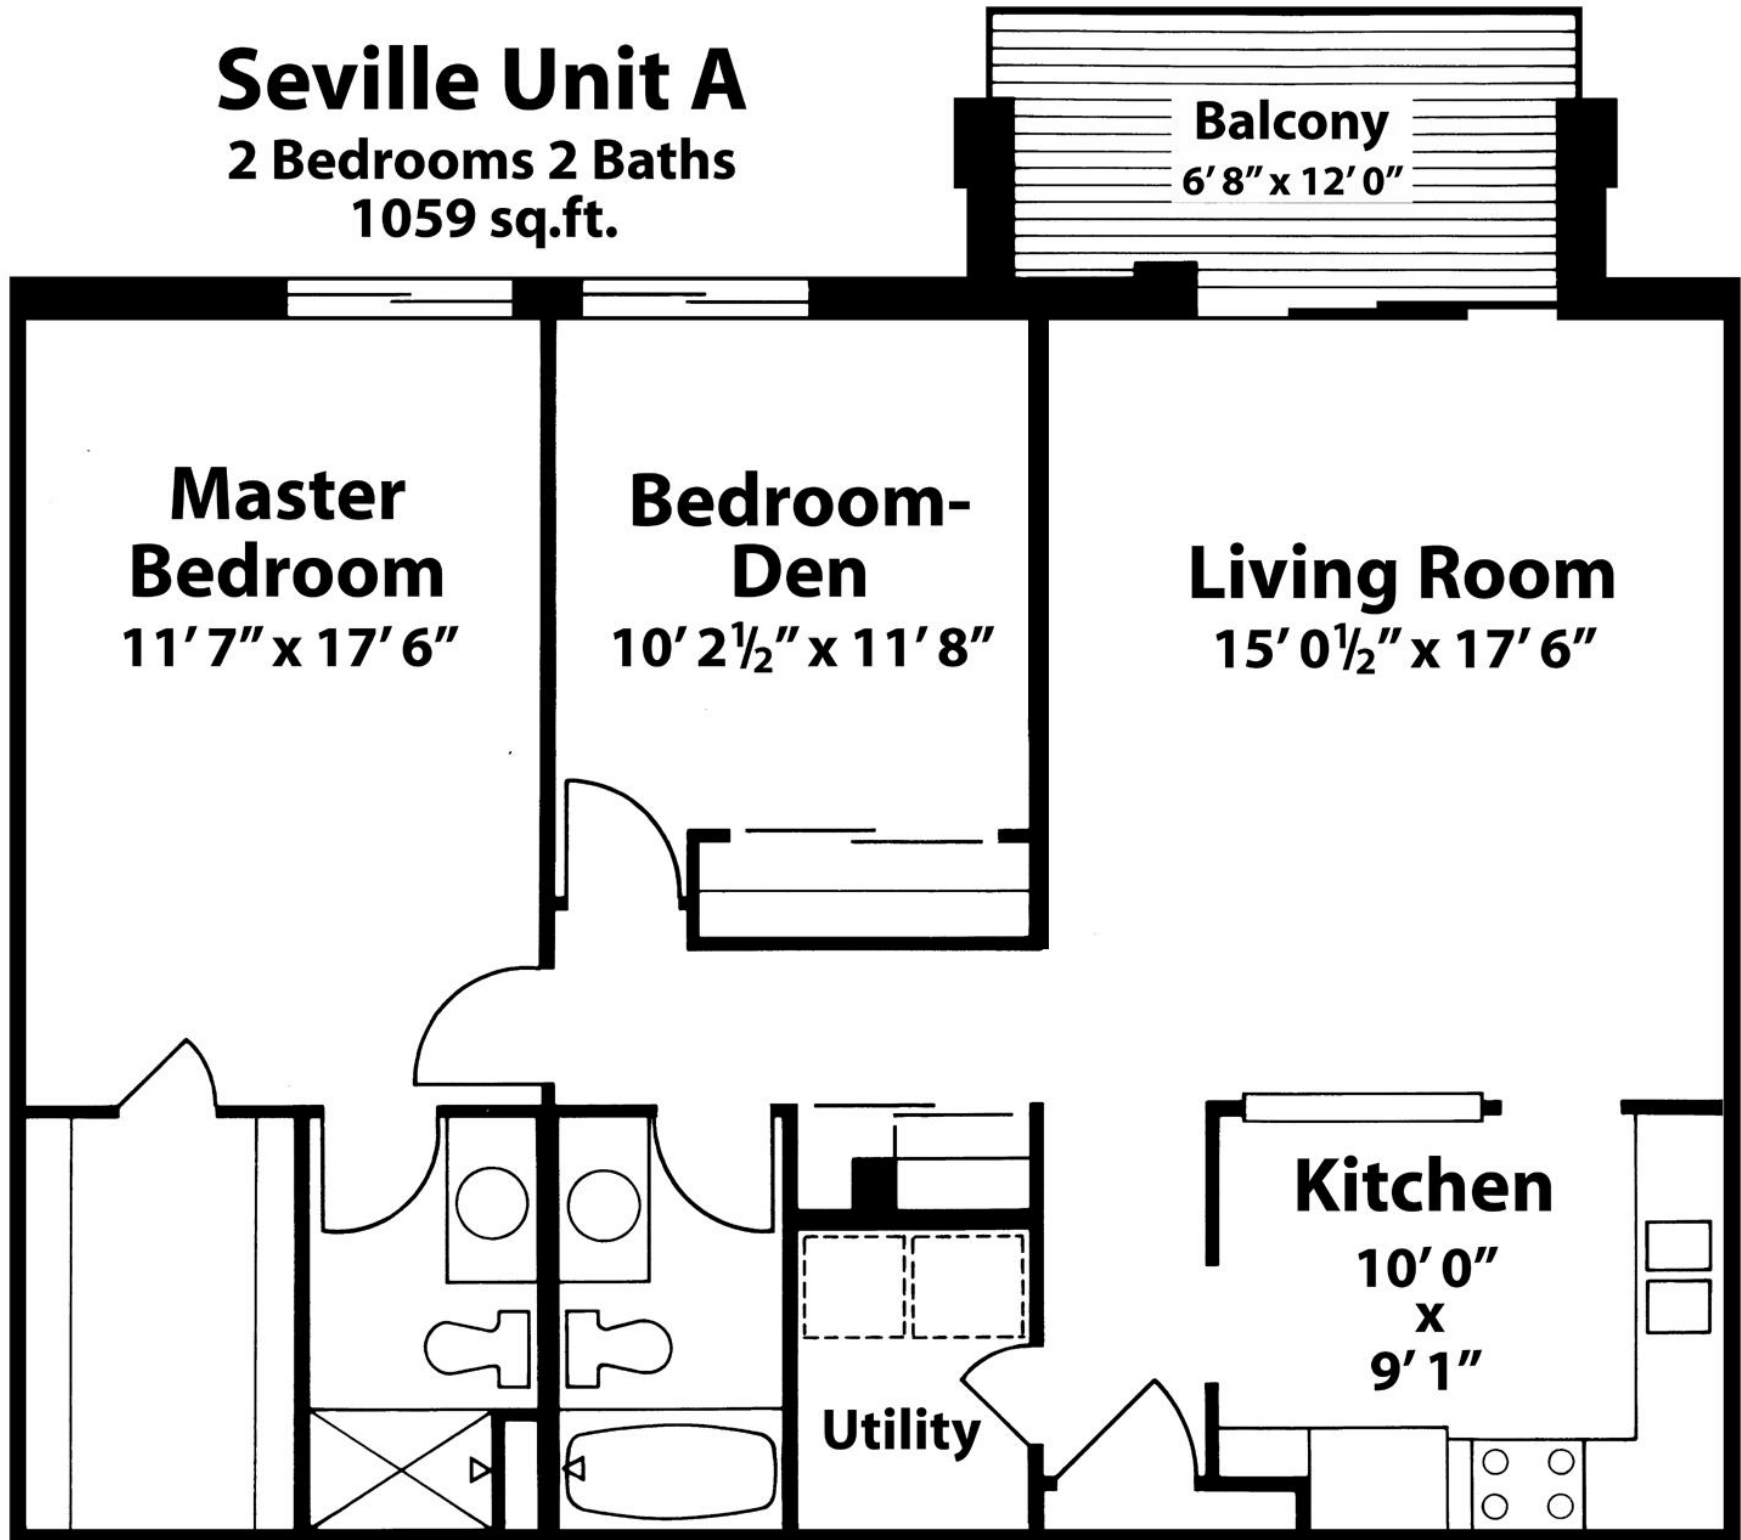 Seville Unit A
2 Bedrooms 2 Baths
1059 sq.ft.
Balcony
6’ 8” x 12’ 0”
Master
Bedroom
11’ 7” x 17’ 6”
Bedroom-
Den
10’ 2½” x 11’ 8”
Living Room
15’ 0½” x 17’ 6”
Kitchen
10’ 0”
x
9’ 1”
Utility